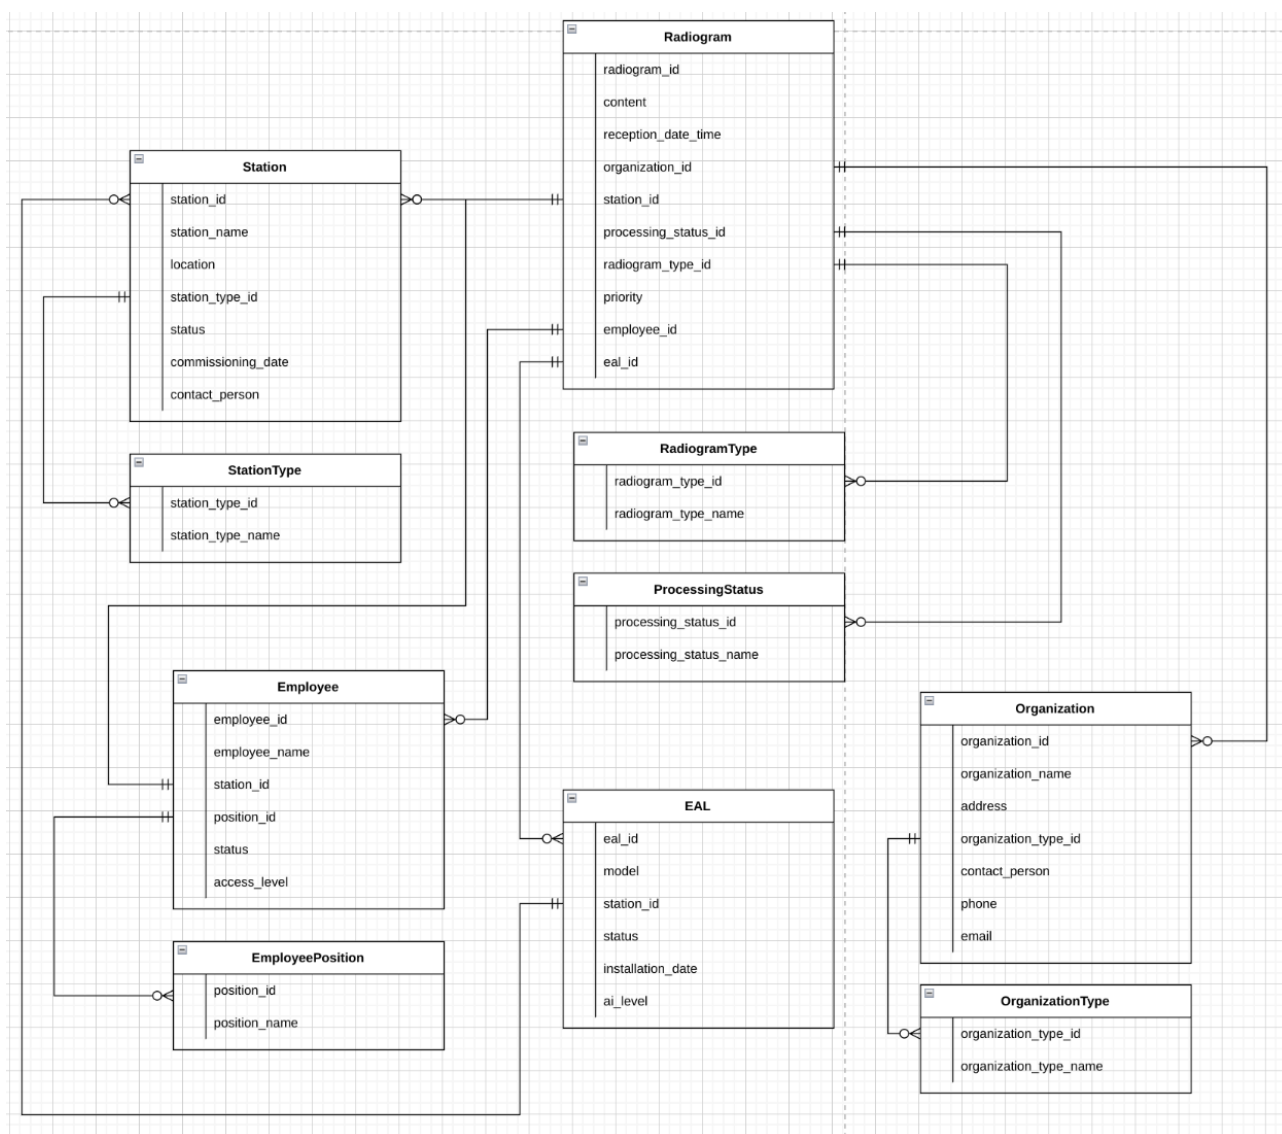 Radiogram
radiogram_id
content
reception_date_time
organization_id
station_id
processing_status_id
radiogram_type_id
priority
employee_id
eal_id
Station
station_id
station_name
location
station_type_id
status
commissioning_date
contact_person
StationType
station_type_id
station_type_name
RadiogramType
radiogram_type_id
radiogram_type_name
ProcessingStatus
processing_status_id
processing_status_name
Employee
employee_id
employee_name
station_id
position_id
status
access_level
EmployeePosition
position_id
position_name
EAL
eal_id
model
station_id
status
installation_date
ai_level
Organization
organization_id
organization_name
address
organization_type_id
contact_person
phone
email
OrganizationType
organization_type_id
organization_type_name